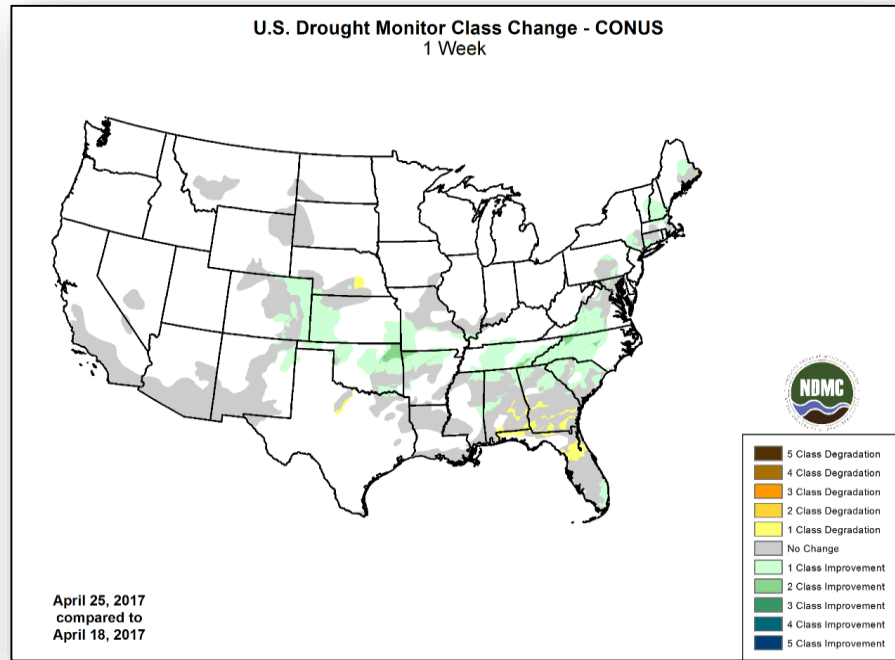 U.S. Drought Monitor Class Change - CONUS
1 Week
NDMC
5 Class Degradation
4 Class Degradation
3 Class Degradation
2 Class Degradation
1 Class Degradation
No Change
1 Class Improvement
2 Class Improvement
3 Class Improvement
4 Class Improvement
5 Class Improvement
April 25, 2017
compared to
April 18, 2017